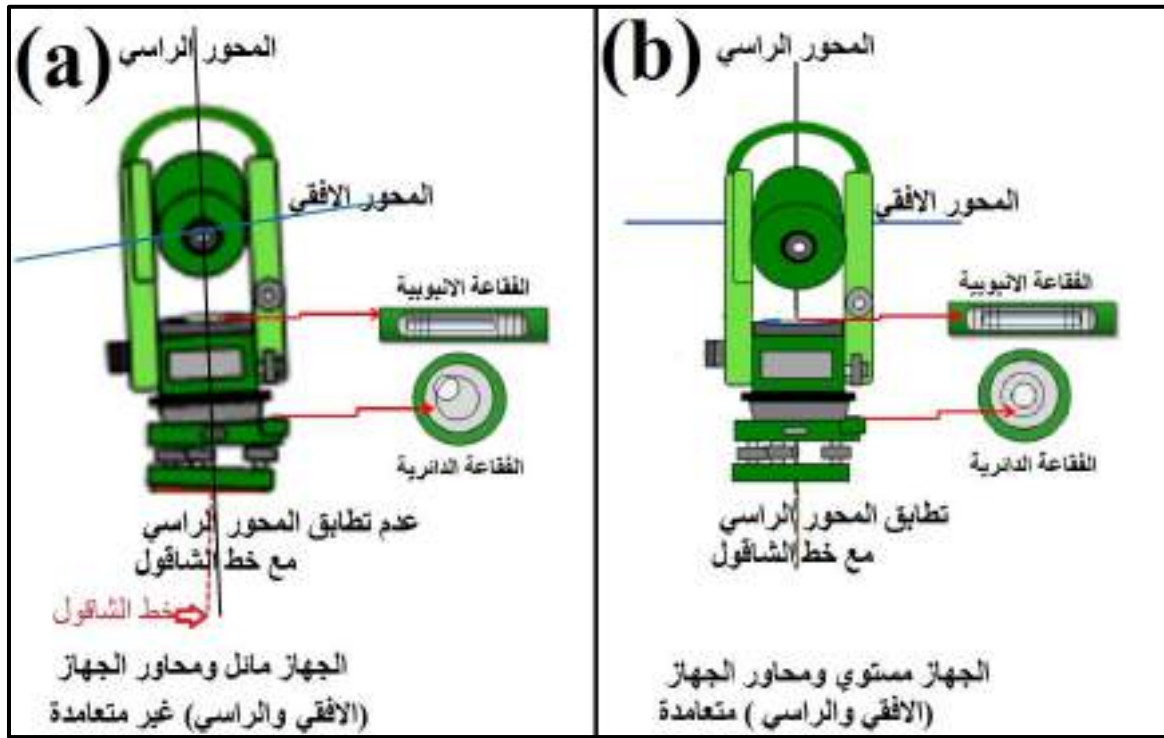 (a)
المحور الراسي
المحور الافقي
الفقاعة الانبوبية
الفقاعة الدائرية
عدم تطابق المحور الراسي
مع خط الشاقول
خط الشاقول
الجهاز مائل ومحاور الجهاز
(الافقي والراسي) غير متعامدة
(b)
المحور الراسي
المحور الافقي
الفقاعة الانبوبية
الفقاعة الدائرية
تطابق المحور الراسي
مع خط الشاقول
الجهاز مستوي ومحاور الجهاز
(الافقي والراسي ) متعامدة